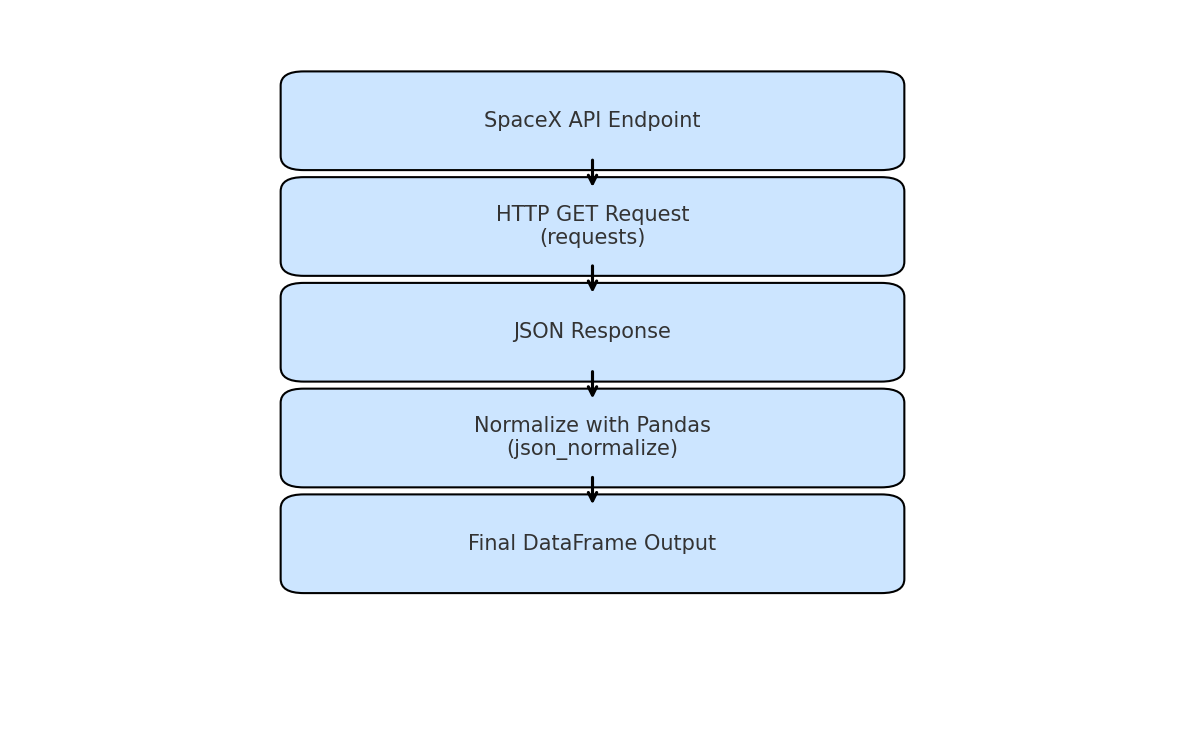 SpaceX API Endpoint
HTTP GET Request
(requests)
JSON Response
Normalize with Pandas
(json_normalize)
Final DataFrame Output